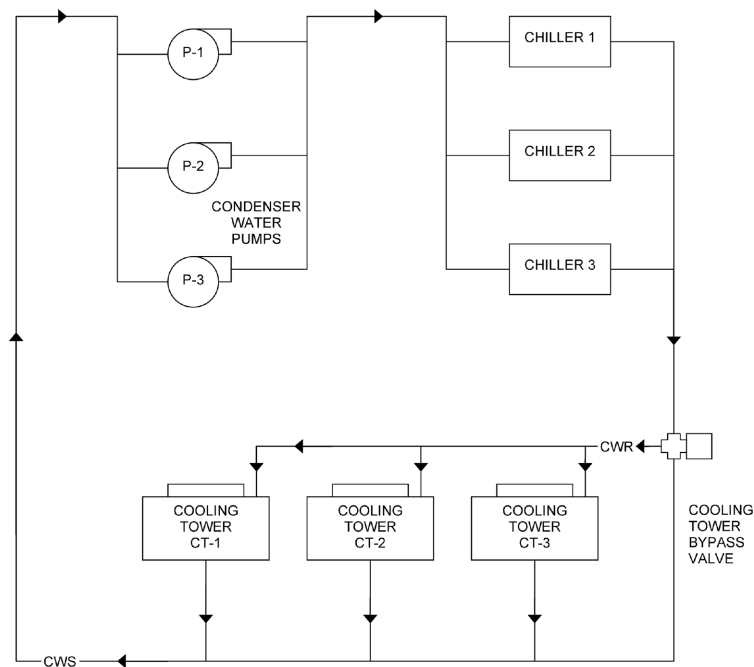 P-1
CHILLER 1
P-2
CHILLER 2
CONDENSER
WATER
PUMPS
P-3
CHILLER 3
CWR
COOLING
TOWER
CT-1
COOLING
TOWER
CT-2
COOLING
TOWER
CT-3
COOLING
TOWER
BYPASS
VALVE
CWS